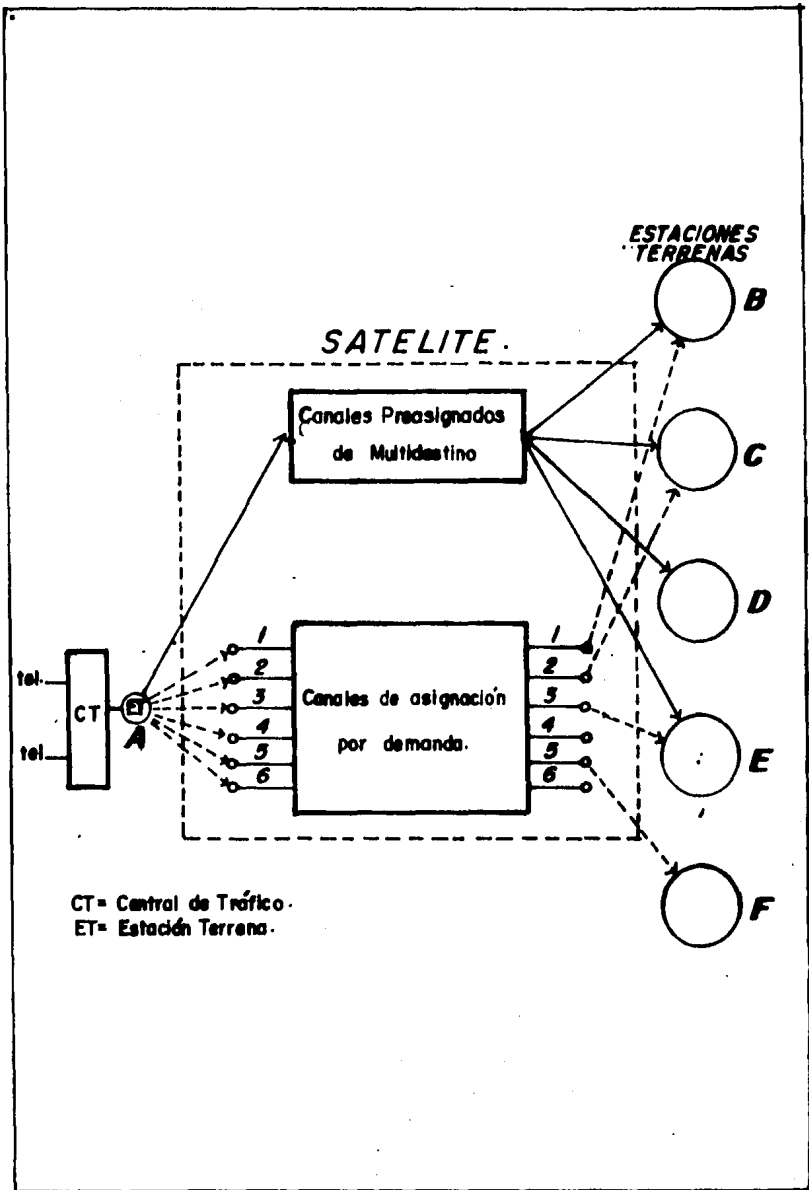 ESTACIONES
TERRENAS
B
SATELITE.
Canales Preasignados
de Multidestino
C
D
1
2
3
4
5
6
Canales de asignación
por demanda.
1
2
3
4
5
6
tel.
CT
ET
A
tel
E
F
CT= Central de Tráfico.
ET= Estación Terrena.